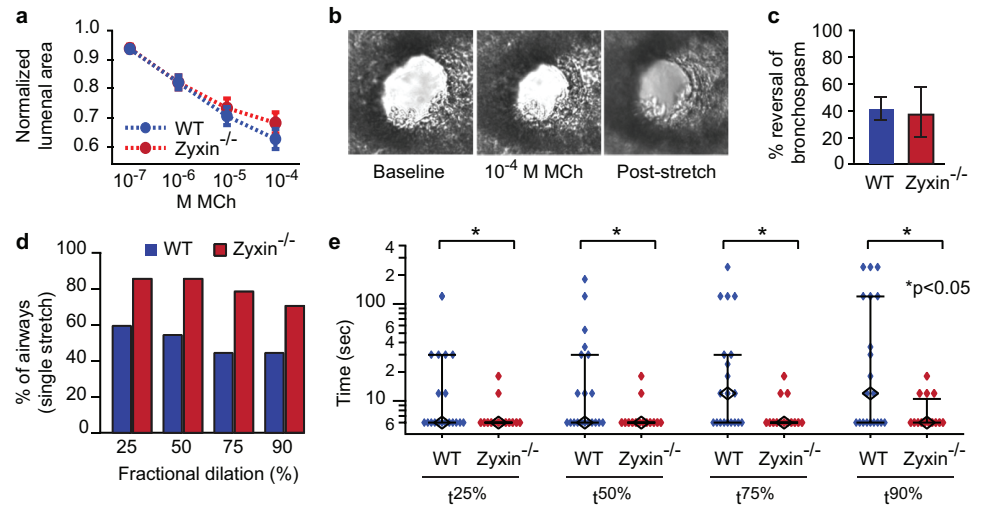 a
Normalized
lumenal area
1.0
0.9
0.8
0.7
0.6
WT
Zyxin-/-
10-7 10-6 10-5 10-4
M MCh
b
Baseline 10-4 M MCh Post-stretch
c
% reversal of
bronchospasm
100
80
60
40
20
0
WT Zyxin-/-
d
WT Zyxin-/-
% of airways
(single stretch)
100
80
60
40
20
0
25 50 75 90
Fractional dilation (%)
e
Time (sec)
4
2
100
6
4
3
2
10
6
* * * *
*p<0.05
WT Zyxin-/- WT Zyxin-/- WT Zyxin-/- WT Zyxin-/-
t25% t50% t75% t90%